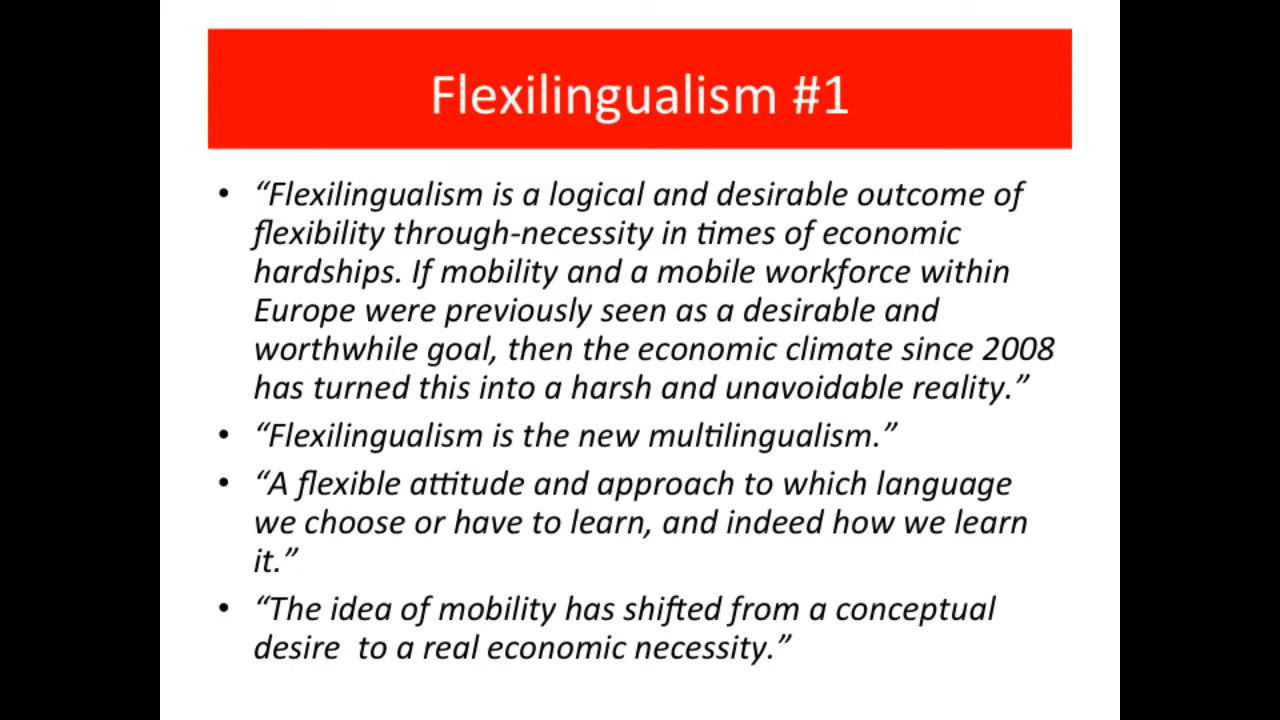 Flexilingualism #1
• “Flexilingualism is a logical and desirable outcome of
flexibility through-necessity in times of economic
hardships. If mobility and a mobile workforce within
Europe were previously seen as a desirable and
worthwhile goal, then the economic climate since 2008
has turned this into a harsh and unavoidable reality.”
• “Flexilingualism is the new multilingualism.”
• “A flexible attitude and approach to which language
we choose or have to learn, and indeed how we learn
it.”
• “The idea of mobility has shifted from a conceptual
desire  to a real economic necessity.”